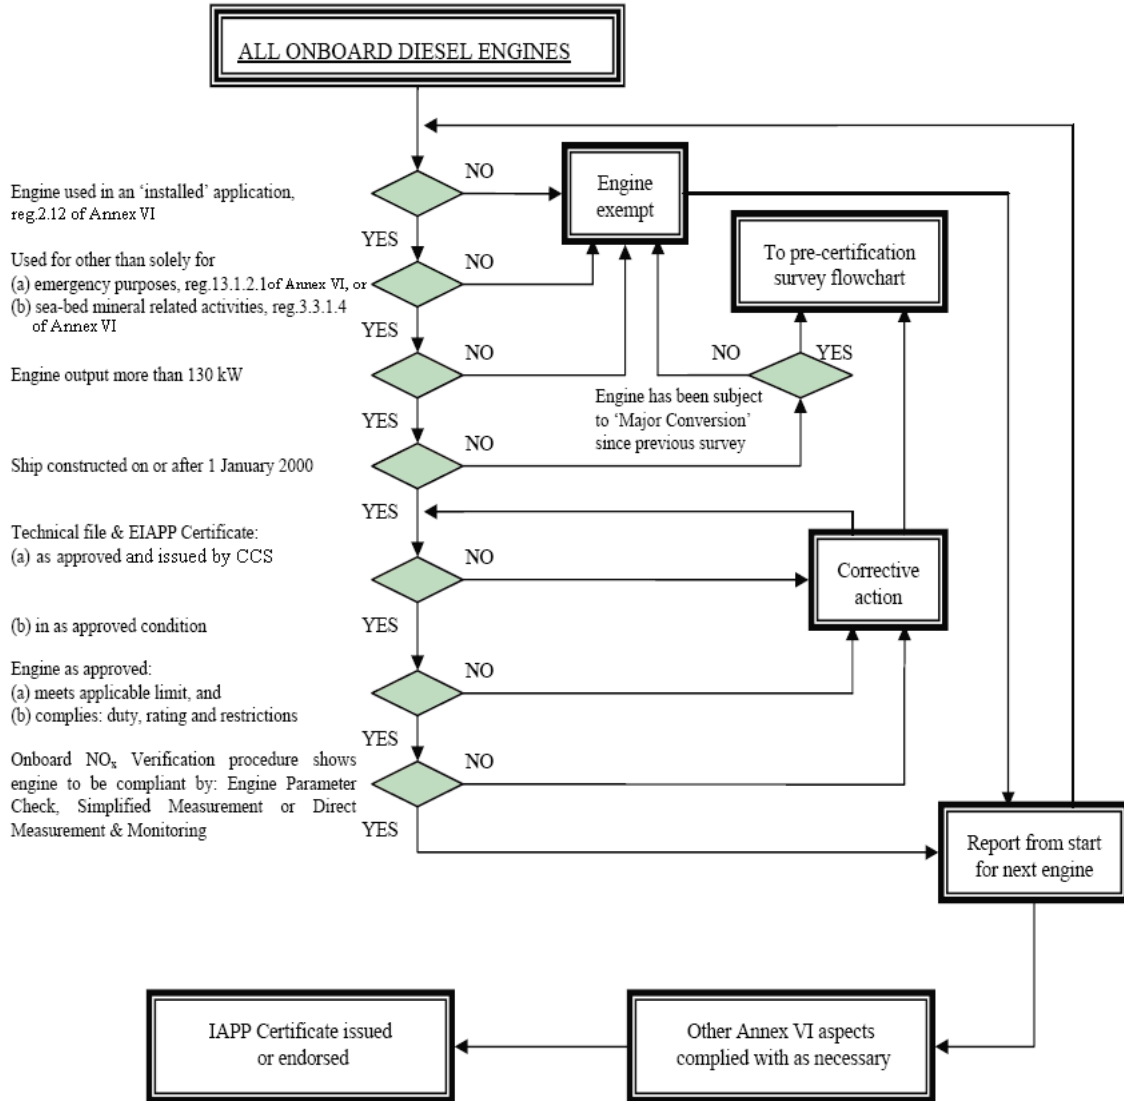 ALL ONBOARD DIESEL ENGINES
Engine used in an ‘installed’ application,
reg.2.12 of Annex VI
NO
Engine
exempt
YES
Used for other than solely for
(a) emergency purposes, reg.13.1.2.1of Annex VI, or
(b) sea-bed mineral related activities, reg.3.3.1.4
of Annex VI
NO
To pre-certification
survey flowchart
YES
Engine output more than 130 kW
NO
NO
YES
Engine has been subject
to ‘Major Conversion’
since previous survey
YES
Ship constructed on or after 1 January 2000
NO
YES
Technical file & EIAPP Certificate:
(a) as approved and issued by CCS
NO
Corrective
action
(b) in as approved condition
YES
Engine as approved:
(a) meets applicable limit, and
(b) complies: duty, rating and restrictions
NO
YES
Onboard NOx Verification procedure shows
engine to be compliant by: Engine Parameter
Check, Simplified Measurement or Direct
Measurement & Monitoring
NO
YES
Report from start
for next engine
IAPP Certificate issued
or endorsed
Other Annex VI aspects
complied with as necessary